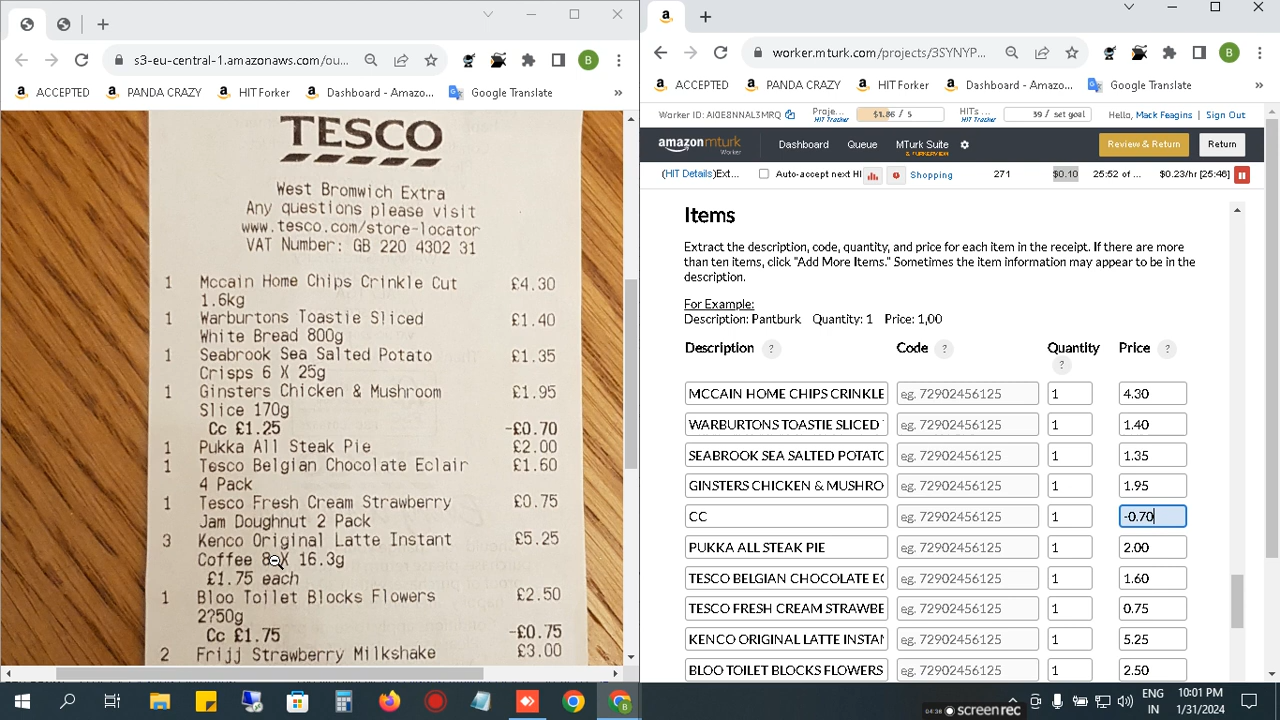 s3-eu-central-1.amazonaws.com/ou...
ACCEPTED
PANDA CRAZY
HIT Forker
Dashboard - Amazo...
Google Translate
»
TESCO
West Bromwich Extra
Any questions please visit
www.tesco.com/store-locator
VAT Number: GB 220 4302 31
1 Mccain Home Chips Crinkle Cut £4.30
1.6kg
1 Warburtons Toastie Sliced £1.40
White Bread 800g
1 Seabrook Sea Salted Potato £1.35
Crisps 6 X 25g
1 Ginsters Chicken & Mushroom £1.95
Slice 170g
Cc £1.25 -£0.70
1 Pukka All Steak Pie £2.00
1 Tesco Belgian Chocolate Eclair £1.60
4 Pack
1 Tesco Fresh Cream Strawberry £0.75
Jam Doughnut 2 Pack
3 Kenco Original Latte Instant £5.25
Coffee 8 X 16.3g
£1.75 each
1 Bloo Toilet Blocks Flowers £2.50
2?50g
Cc £1.75 -£0.75
2 Frijj Strawberry Milkshake £3.00
worker.mturk.com/projects/3SYNYP...
B
ACCEPTED
PANDA CRAZY
HIT Forker
Dashboard - Amazo...
Google Translate
»
Worker ID: AI0E8NNAL3MRQ
Proje... HIT Tracker
$1.86 / 5
HITs ... HIT Tracker
39 / set goal
Hello, Mack Feagins | Sign Out
amazonmturk Worker
Dashboard
Queue
MTurk Suite
Review & Return
Return
(HIT Details)Ext...
Auto-accept next HI
Shopping
271
$0.10
25:52 of ...
$0.23/hr [25:46]
Items
Extract the description, code, quantity, and price for each item in the receipt. If there are more
than ten items, click "Add More Items." Sometimes the item information may appear to be in the
description.
For Example:
Description: Pantburk Quantity: 1 Price: 1,00
Description ? Code ? Quantity ? Price ?
MCCAIN HOME CHIPS CRINKLE eg. 72902456125 1 4.30
WARBURTONS TOASTIE SLICED eg. 72902456125 1 1.40
SEABROOK SEA SALTED POTATO eg. 72902456125 1 1.35
GINSTERS CHICKEN & MUSHRO eg. 72902456125 1 1.95
CC eg. 72902456125 1 -0.70
PUKKA ALL STEAK PIE eg. 72902456125 1 2.00
TESCO BELGIAN CHOCOLATE EC eg. 72902456125 1 1.60
TESCO FRESH CREAM STRAWBE eg. 72902456125 1 0.75
KENCO ORIGINAL LATTE INSTAN eg. 72902456125 1 5.25
BLOO TOILET BLOCKS FLOWERS eg. 72902456125 1 2.50
ENG
IN
10:01 PM
1/31/2024
04:36
screenrec